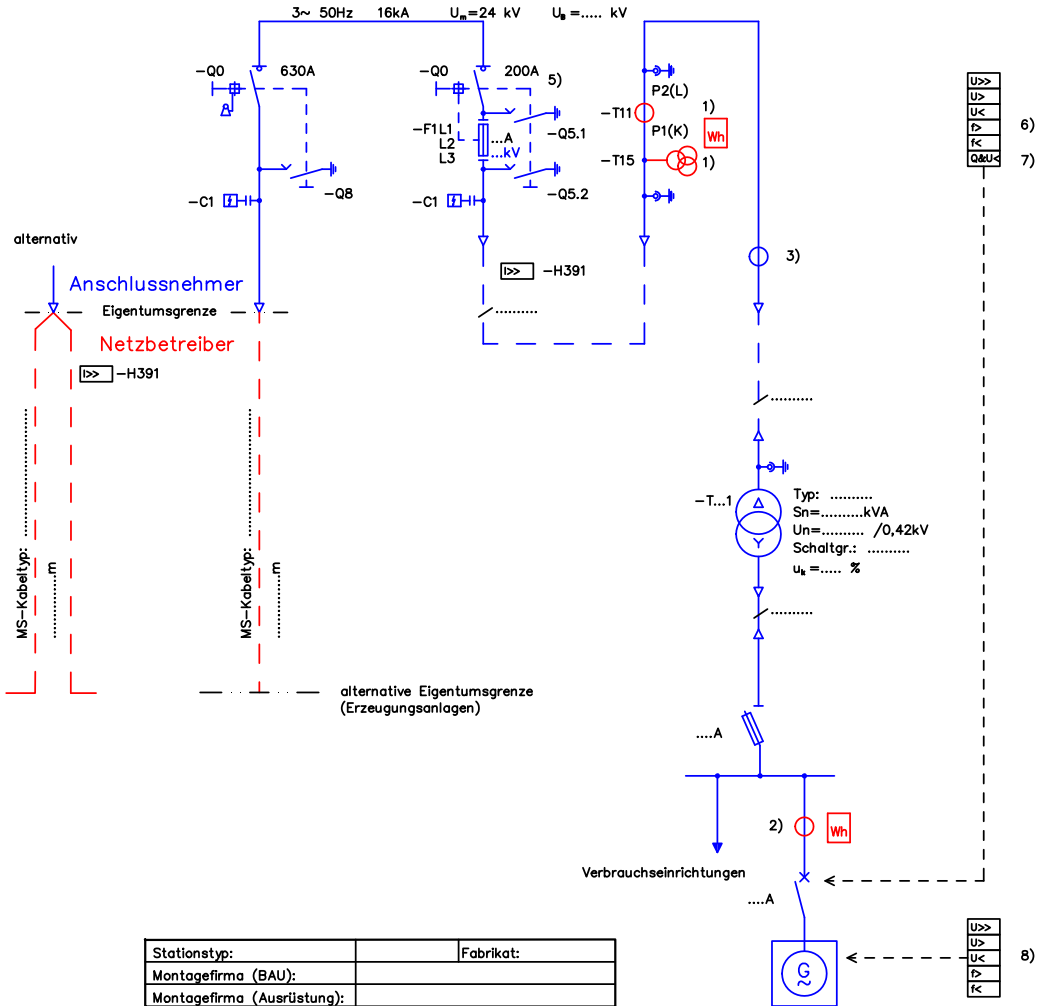 3~ 50Hz 16kA Um=24 kV UB=..... kV
-Q0 630A
-Q0 200A 5)
P2(L)
-T11 1)
P1(K) Wh
-T15 1)
-F1 L1 ...A
L2 ...kV
L3
-Q5.1
-Q8
-Q5.2
-C1
-C1
U>>
U>
U<
f> 6)
f<
Q&U< 7)
alternativ
Anschlussnehmer
Eigentumsgrenze
Netzbetreiber
I>> -H391
I>> -H391
..........
3)
..........
MS-Kabeltyp: ....................
..........m
MS-Kabeltyp: ....................
..........m
-T...1
Δ
Y
Typ: ..........
Sn=..........kVA
Un=.......... /0,42kV
Schaltgr.: ..........
uk=..... %
..........
alternative Eigentumsgrenze
(Erzeugungsanlagen)
....A
2) Wh
Verbrauchseinrichtungen
....A
G
~
U>>
U>
U< 8)
f>
f<
Stationstyp: Fabrikat:
Montagefirma (BAU):
Montagefirma (Ausrüstung):